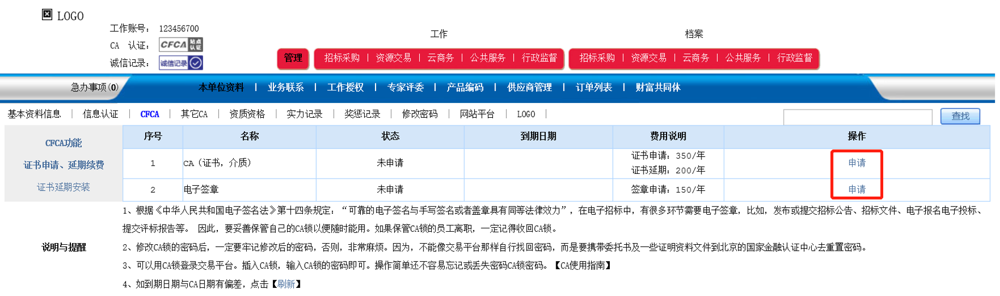 LOGO
工作账号: 123456700
CA 认证: CFCA 站点认证
诚信记录: 诚信记录
工作 档案
管理 招标采购 | 资源交易 | 云商务 | 公共服务 | 行政监督 招标采购 | 资源交易 | 云商务 | 公共服务 | 行政监督
急办事项(0) 本单位资料 | 业务联系 | 工作授权 | 专家评委 | 产品编码 | 供应商管理 | 订单列表 | 财富共同体
基本资料信息 | 信息认证 | CFCA | 其它CA | 资质资格 | 实力记录 | 奖惩记录 | 修改密码 | 网站平台 | LOGO | 查找
CFCA功能
证书申请、延期续费
证书延期安装
序号 名称 状态 到期日期 费用说明 操作
1 CA（证书，介质） 未申请 证书申请: 350/年 申请
证书延期: 200/年
2 电子签章 未申请 签章申请: 150/年 申请
说明与提醒
1、根据《中华人民共和国电子签名法》第十四条规定：“可靠的电子签名与手写签名或者盖章具有同等法律效力”，在电子招标中，有很多环节需要电子签章，比如，发布或提交招标公告、招标文件、电子报名电子投标、
提交评标报告等。 因此，要妥善保管自己的CA锁以便随时能用。如果保管CA锁的员工离职，一定记得收回CA锁。
2、修改CA锁的密码后，一定要牢记修改后的密码，否则，非常麻烦。因为，不能像交易平台那样自行找回密码，而是要携带委托书及一些证明资料文件到北京的国家金融认证中心去重置密码。
3、可以用CA锁登录交易平台。插入CA锁，输入CA锁的密码即可。操作简单还不容易忘记或丢失密码CA锁密码。【CA使用指南】
4、如到期日期与CA日期有偏差，点击【刷新】